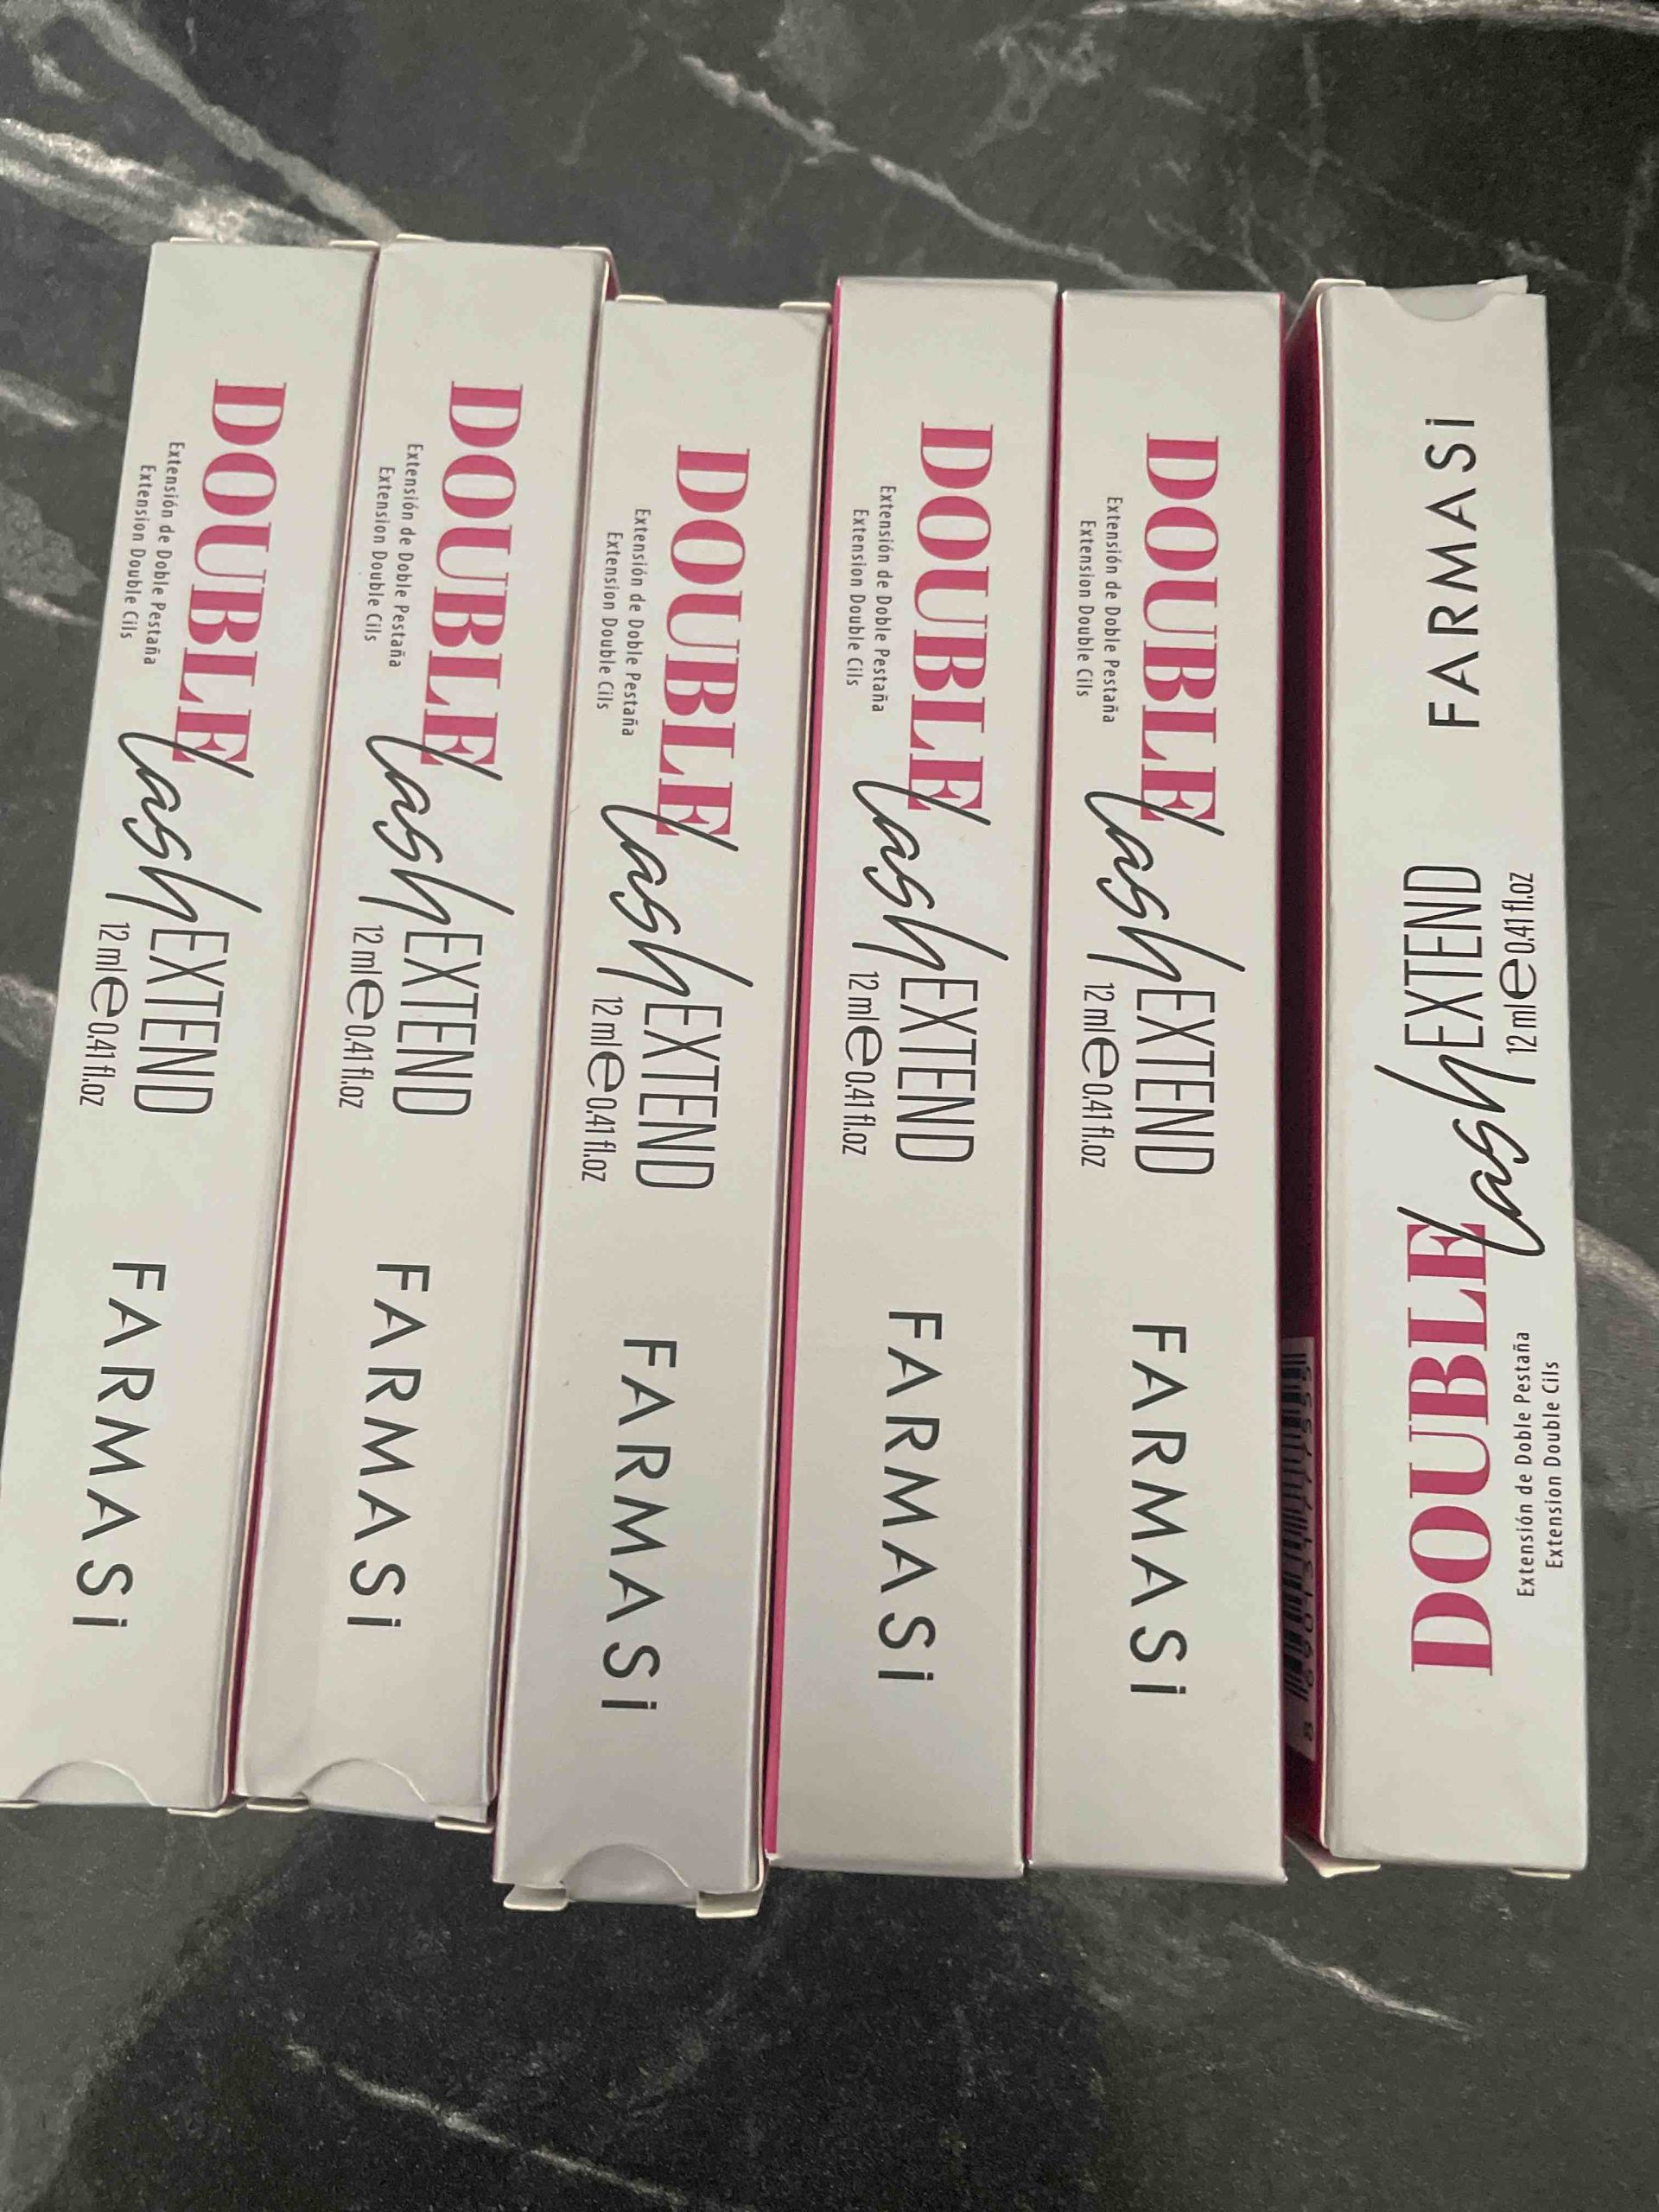 DOUBLE lash EXTEND
Extensión de Doble Pestaña
Extension Double Cils
12 ml e 0.41 fl.oz
FARMASi
DOUBLE lash EXTEND
Extensión de Doble Pestaña
Extension Double Cils
12 ml e 0.41 fl.oz
FARMASi
DOUBLE lash EXTEND
Extensión de Doble Pestaña
Extension Double Cils
12 ml e 0.41 fl.oz
FARMASi
DOUBLE lash EXTEND
Extensión de Doble Pestaña
Extension Double Cils
12 ml e 0.41 fl.oz
FARMASi
DOUBLE lash EXTEND
Extensión de Doble Pestaña
Extension Double Cils
12 ml e 0.41 fl.oz
FARMASi
DOUBLE lash EXTEND
Extensión de Doble Pestaña
Extension Double Cils
12 ml e 0.41 fl.oz
FARMASi